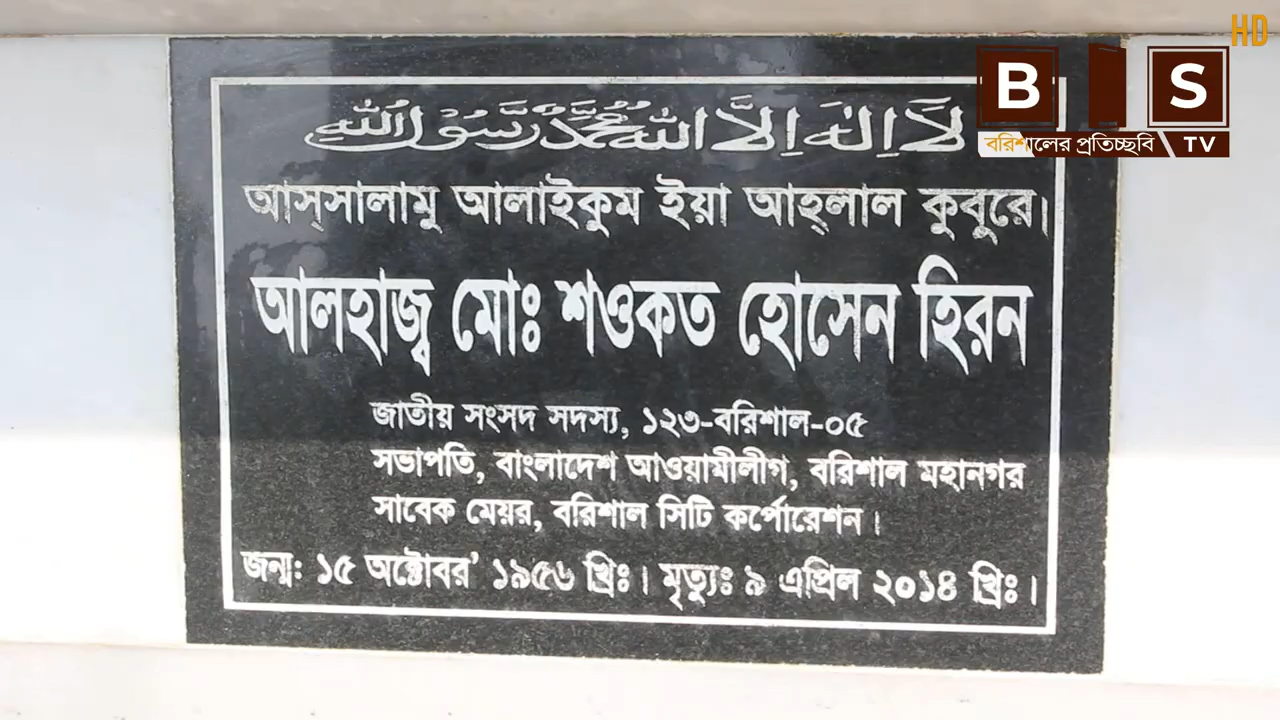 HD
B S
বরিশালের প্রতিচ্ছবি TV
لَا اِلٰهَ اِلَّا اللّٰهُ مُحَمَّدٌ رَّسُوْلُ اللّٰهِ
আস্‌সালামু আলাইকুম ইয়া আহ্‌লাল কুবুরে।
আলহাজ্ব মোঃ শওকত হোসেন হিরন
জাতীয় সংসদ সদস্য, ১২৩-বরিশাল-০৫
সভাপতি, বাংলাদেশ আওয়ামীলীগ, বরিশাল মহানগর
সাবেক মেয়র, বরিশাল সিটি কর্পোরেশন।
জন্ম: ১৫ অক্টোবর’ ১৯৫৬ খ্রিঃ। মৃত্যুঃ ৯ এপ্রিল ২০১৪ খ্রিঃ।